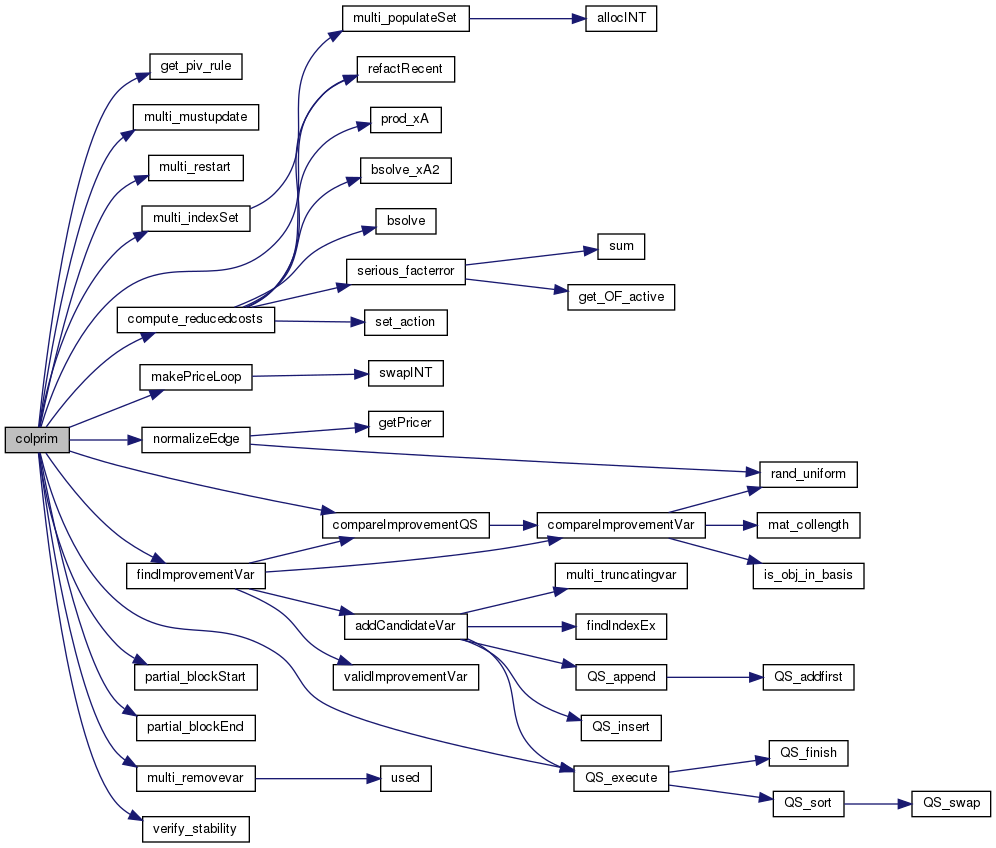 multi_populateSet
allocINT
get_piv_rule
refactRecent
multi_mustupdate
prod_xA
multi_restart
bsolve_xA2
multi_indexSet
bsolve
sum
serious_facterror
get_OF_active
compute_reducedcosts
set_action
makePriceLoop
swapINT
getPricer
colprim
normalizeEdge
rand_uniform
compareImprovementQS
compareImprovementVar
mat_collength
findImprovementVar
multi_truncatingvar
is_obj_in_basis
addCandidateVar
findIndexEx
partial_blockStart
validImprovementVar
QS_append
QS_addfirst
partial_blockEnd
QS_insert
QS_finish
multi_removevar
used
QS_execute
QS_sort
QS_swap
verify_stability